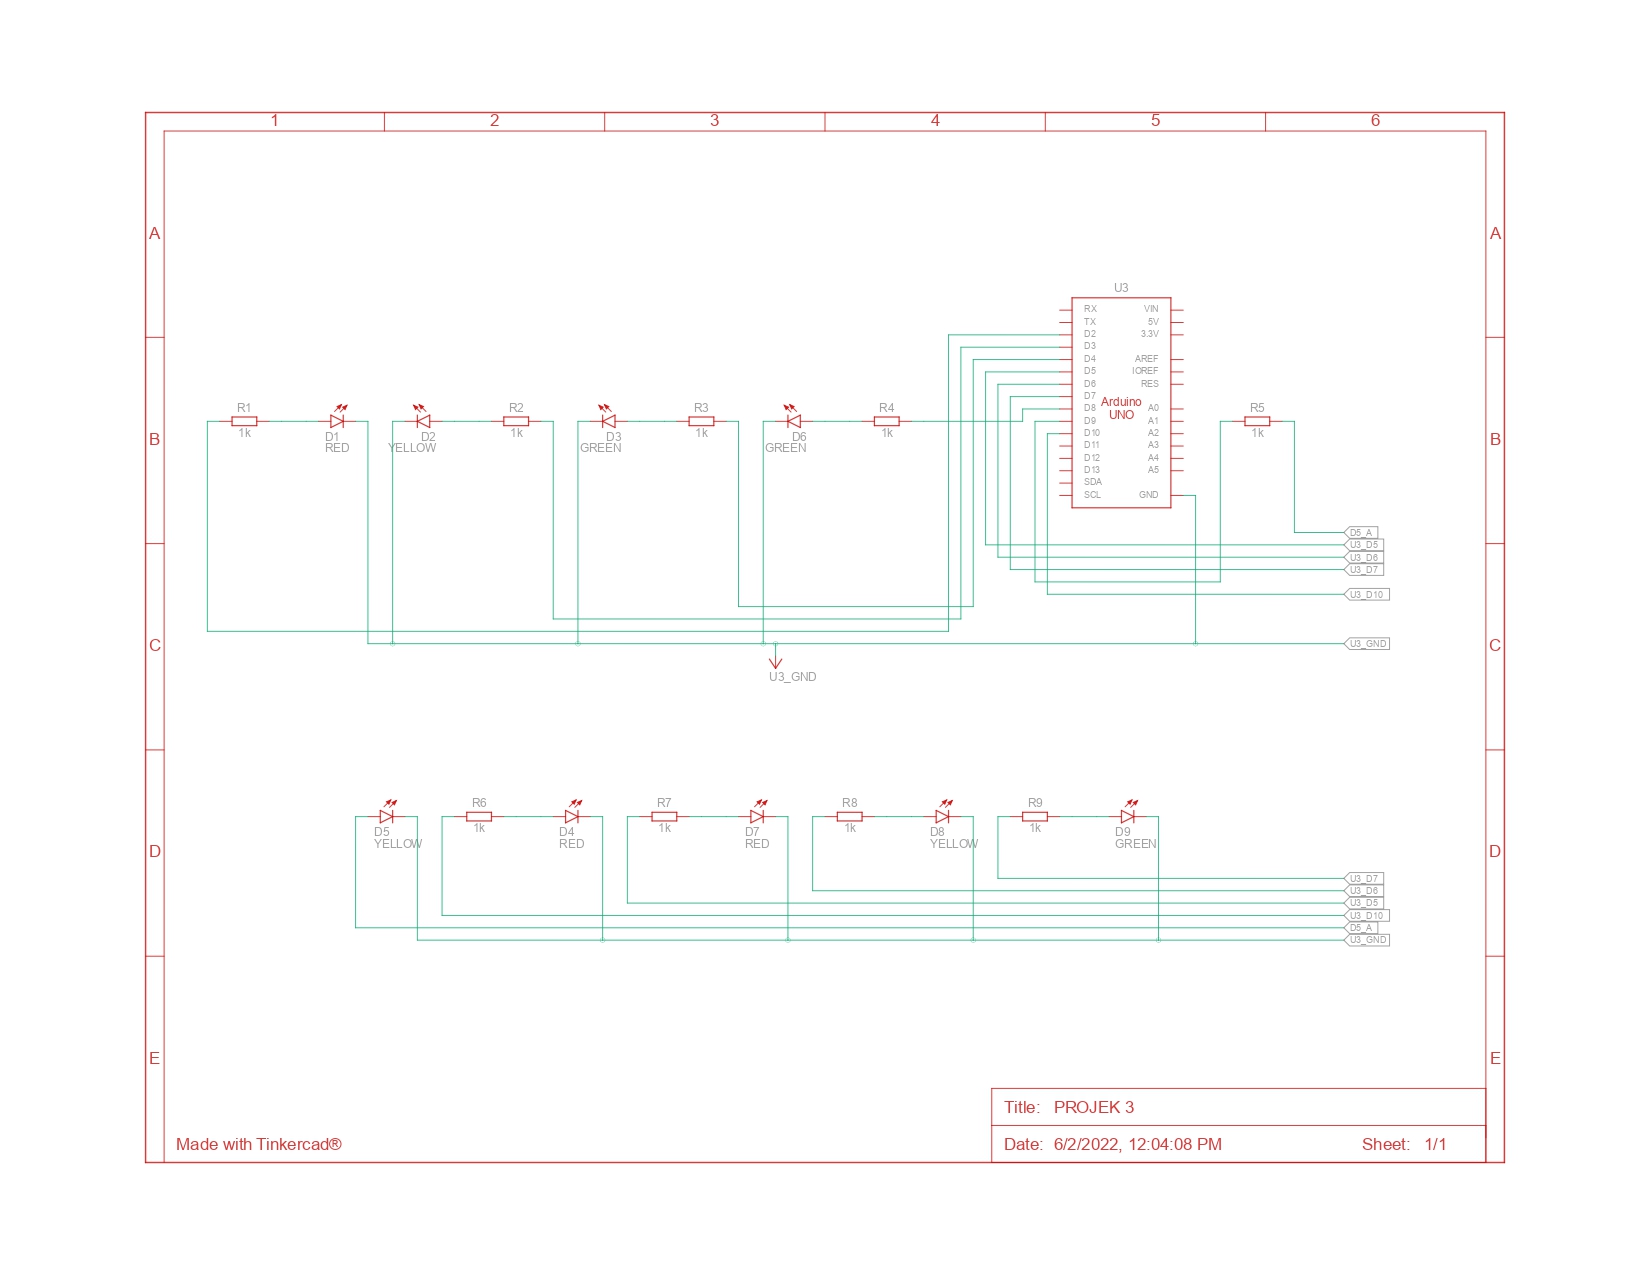 1 2 3 4 5 6
U3
RX VIN
TX 5V
D2 3.3V
D3
D4 AREF
D5 IOREF
D6 RES
D7
Arduino
UNO
D8 A0
D9 A1
D10 A2
D11 A3
D12 A4
D13 A5
SDA
SCL GND
A A
R1 R2 R3 R4 R5
1k 1k 1k 1k 1k
D1 D2 D3 D6
RED YELLOW GREEN GREEN
B B
D5_A
U3_D5
U3_D6
U3_D7
U3_D10
U3_GND
C C
U3_GND
R6 R7 R8 R9
1k 1k 1k 1k
D5 D4 D7 D8 D9
YELLOW RED RED YELLOW GREEN
D D
U3_D7
U3_D6
U3_D5
U3_D10
D5_A
U3_GND
E E
Title: PROJEK 3
Made with Tinkercad®
Date: 6/2/2022, 12:04:08 PM Sheet: 1/1